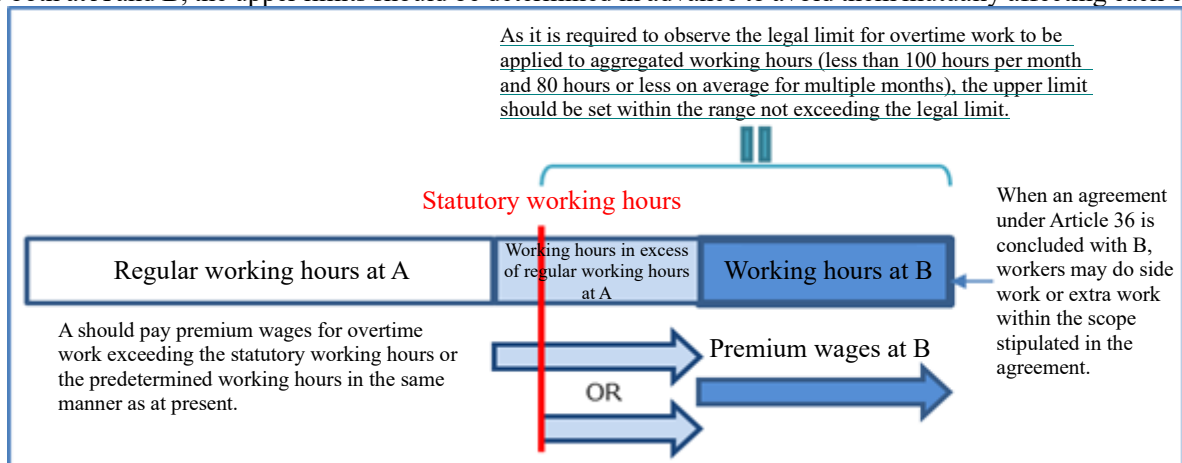 As it is required to observe the legal limit for overtime work to be
applied to aggregated working hours (less than 100 hours per month
and 80 hours or less on average for multiple months), the upper limit
should be set within the range not exceeding the legal limit.
Statutory working hours
Regular working hours at A
Working hours in excess
of regular working hours
at A
Working hours at B
When an agreement
under Article 36 is
concluded with B,
workers may do side
work or extra work
within the scope
stipulated in the
agreement.
A should pay premium wages for overtime
work exceeding the statutory working hours or
the predetermined working hours in the same
manner as at present.
Premium wages at B
OR